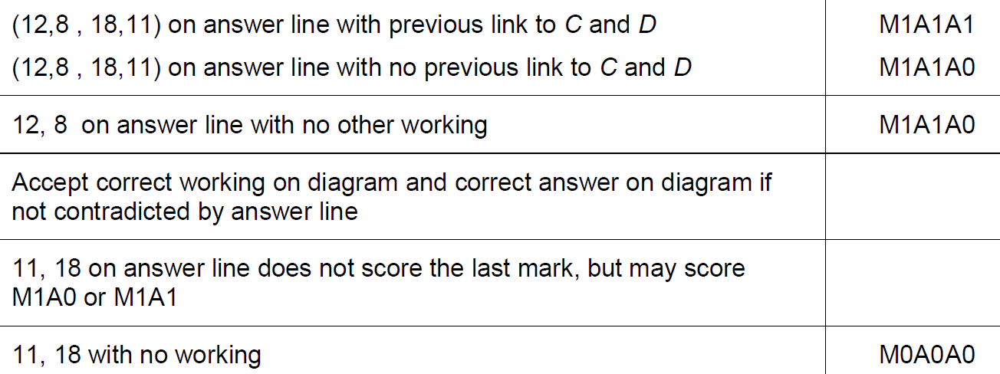 (12,8 , 18,11) on answer line with previous link to C and D M1A1A1
(12,8 , 18,11) on answer line with no previous link to C and D M1A1A0
12, 8 on answer line with no other working M1A1A0
Accept correct working on diagram and correct answer on diagram if
not contradicted by answer line
11, 18 on answer line does not score the last mark, but may score
M1A0 or M1A1
11, 18 with no working M0A0A0